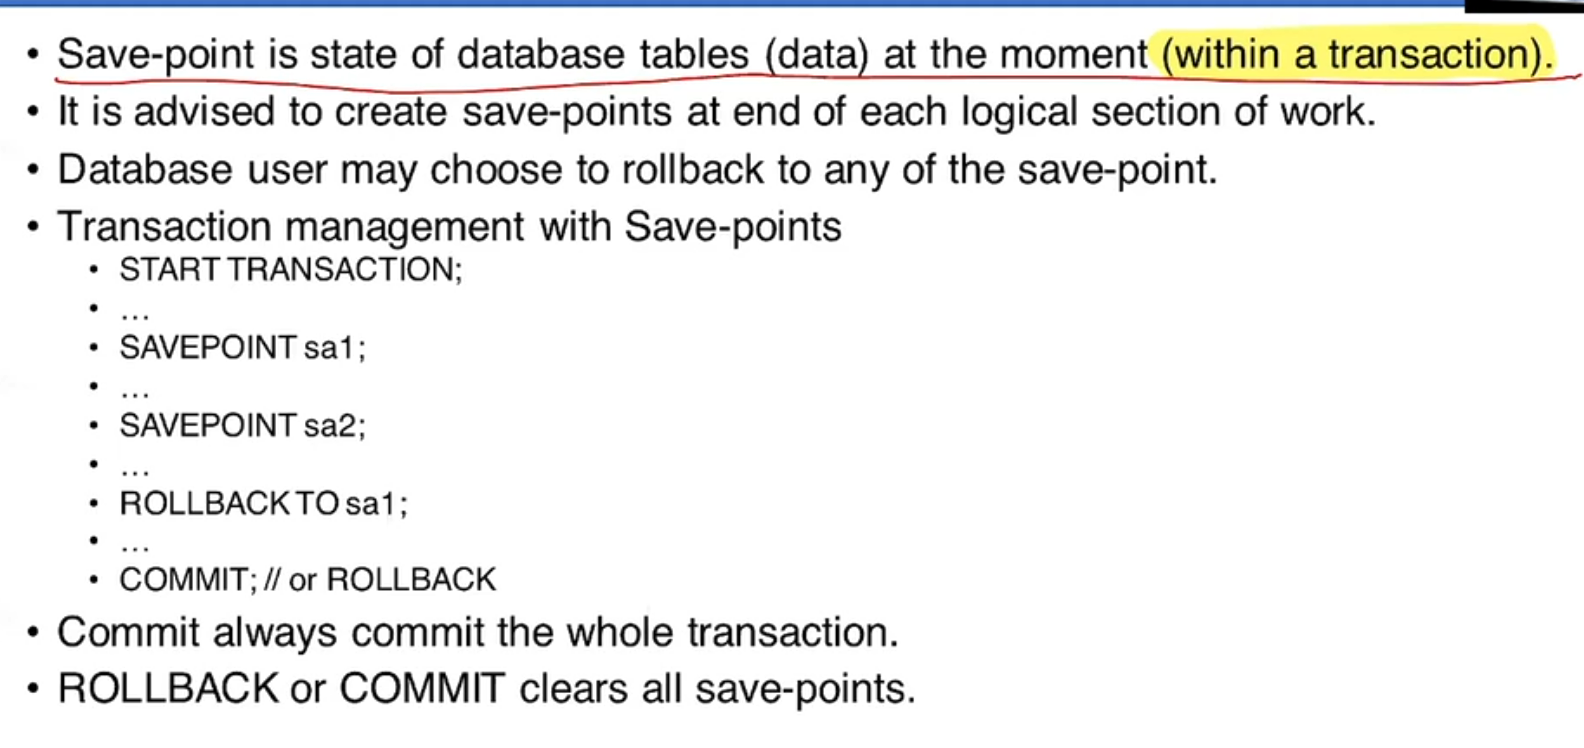 • Save-point is state of database tables (data) at the moment (within a transaction).
• It is advised to create save-points at end of each logical section of work.
• Database user may choose to rollback to any of the save-point.
• Transaction management with Save-points
• START TRANSACTION;
• ...
• SAVEPOINT sa1;
• ...
• SAVEPOINT sa2;
• ...
• ROLLBACK TO sa1;
• ...
• COMMIT; // or ROLLBACK
• Commit always commit the whole transaction.
• ROLLBACK or COMMIT clears all save-points.